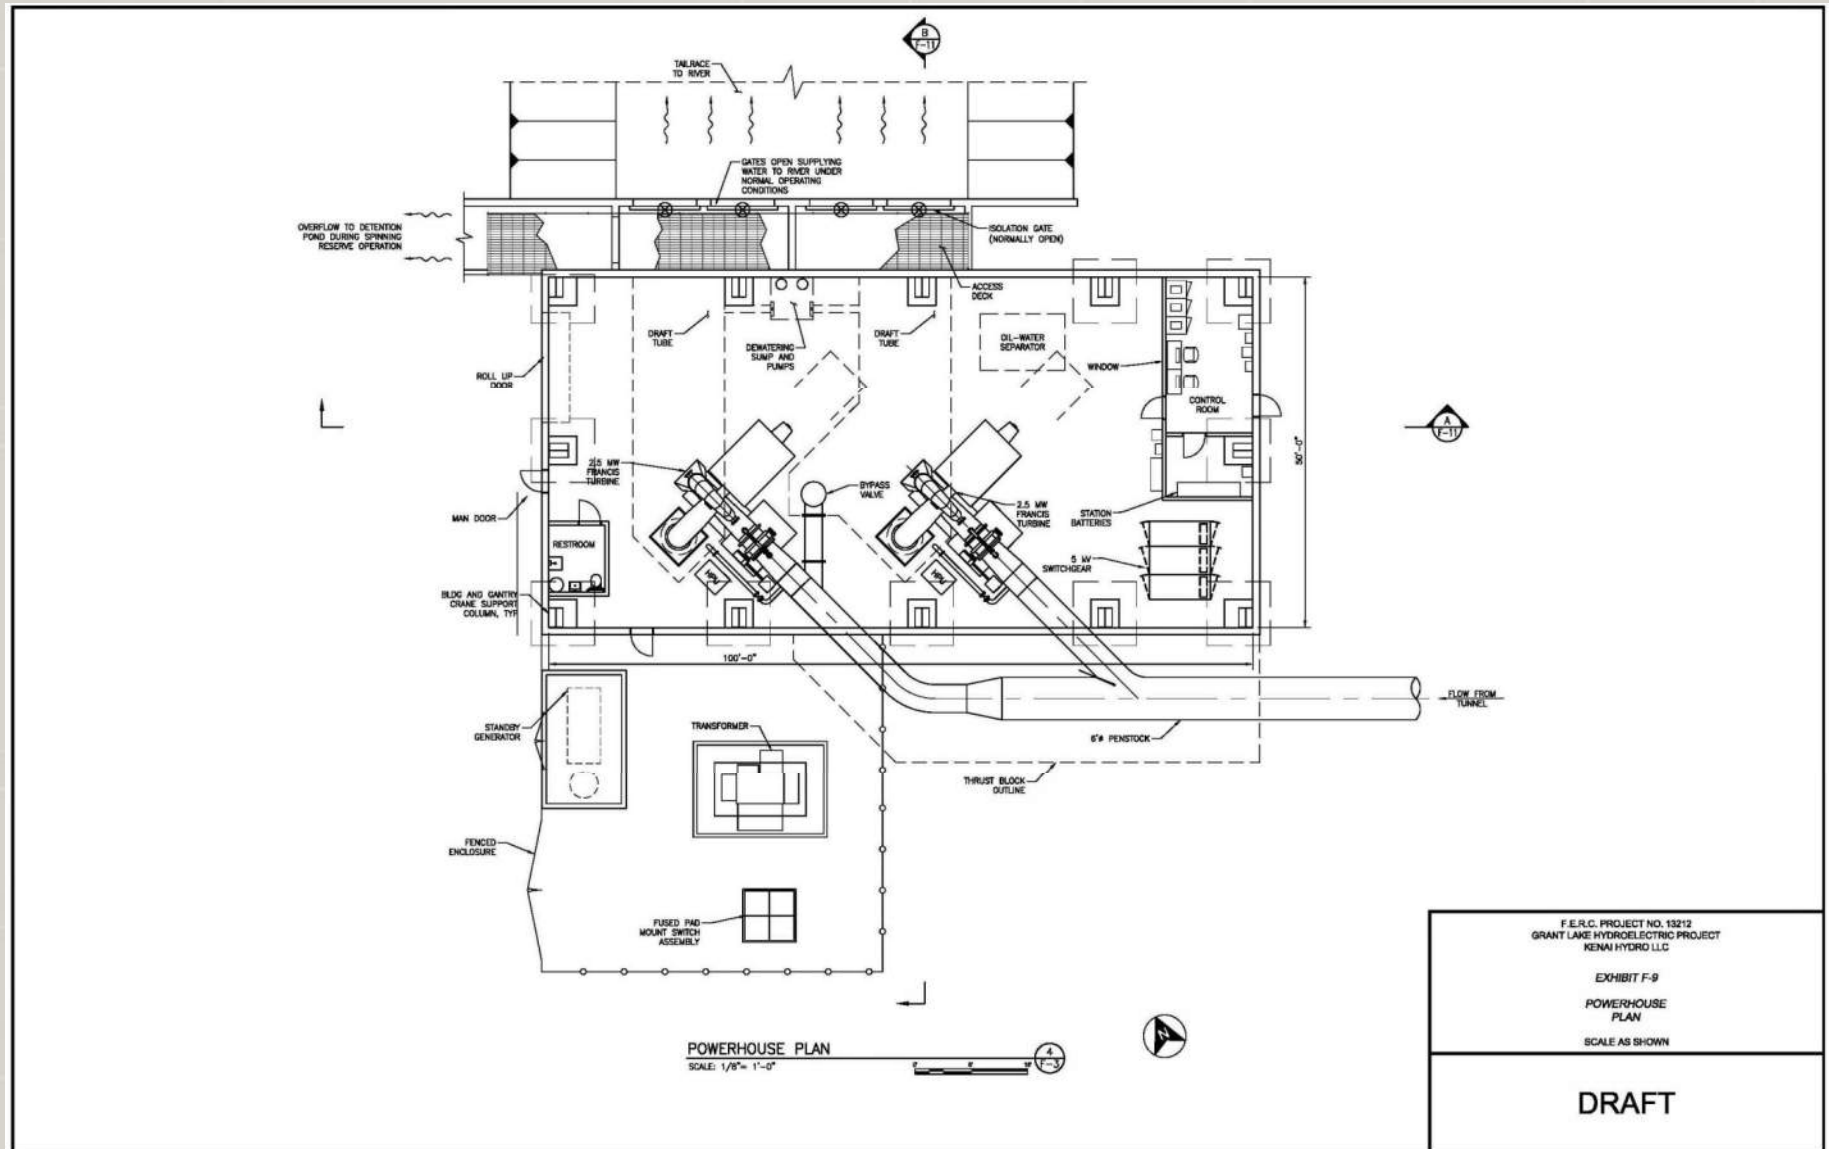 B
F-11
TAILRACE
TO RIVER
GATES OPEN SUPPLYING
WATER TO RIVER UNDER
NORMAL OPERATING
CONDITIONS
OVERFLOW TO DETENTION
POND DURING SPINNING
RESERVE OPERATION
ISOLATION GATE
(NORMALLY OPEN)
ACCESS
DECK
DRAFT
TUBE
DEWATERING
SUMP AND
PUMPS
DRAFT
TUBE
OIL-WATER
SEPARATOR
WINDOW
ROLL UP
DOOR
CONTROL
ROOM
A
F-11
50'-0"
2.5 MW
FRANCIS
TURBINE
BYPASS
VALVE
2.5 MW
FRANCIS
TURBINE
STATION
BATTERIES
MAN DOOR
RESTROOM
5 kV
SWITCHGEAR
HPU
HPU
BLDG AND GANTRY
CRANE SUPPORT
COLUMN, TYP
100'-0"
FLOW FROM
TUNNEL
STANDBY
GENERATOR
TRANSFORMER
6'ø PENSTOCK
THRUST BLOCK
OUTLINE
FENCED
ENCLOSURE
FUSED PAD
MOUNT SWITCH
ASSEMBLY
N
POWERHOUSE PLAN
SCALE: 1/8"= 1'-0"
4
F-3
F.E.R.C. PROJECT NO. 13212
GRANT LAKE HYDROELECTRIC PROJECT
KENAI HYDRO LLC
EXHIBIT F-9
POWERHOUSE
PLAN
SCALE AS SHOWN
DRAFT